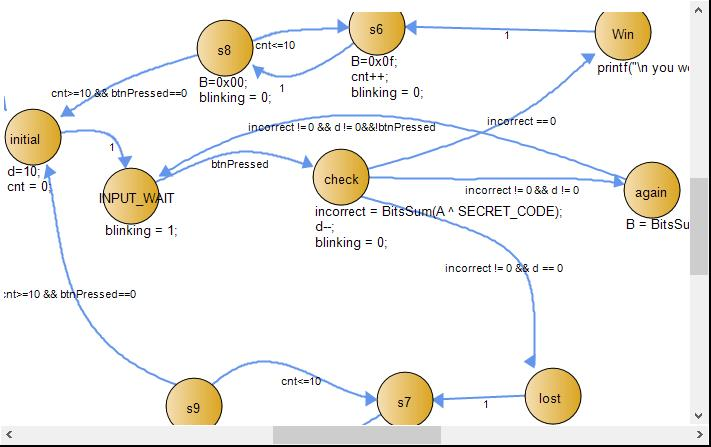 s8
cnt<=10
s6
1
Win
B=0x00;
blinking = 0;
1
B=0x0f;
cnt++;
blinking = 0;
printf("\n you w
cnt>=10 && btnPressed==0
initial
d=10;
cnt = 0;
1
incorrect != 0 && d != 0&&!btnPressed
incorrect == 0
btnPressed
INPUT_WAIT
blinking = 1;
check
incorrect = BitsSum(A ^ SECRET_CODE);
d--;
blinking = 0;
incorrect != 0 && d != 0
again
B = BitsSu
incorrect != 0 && d == 0
cnt>=10 && btnPressed==0
s9
cnt<=10
s7
1
lost